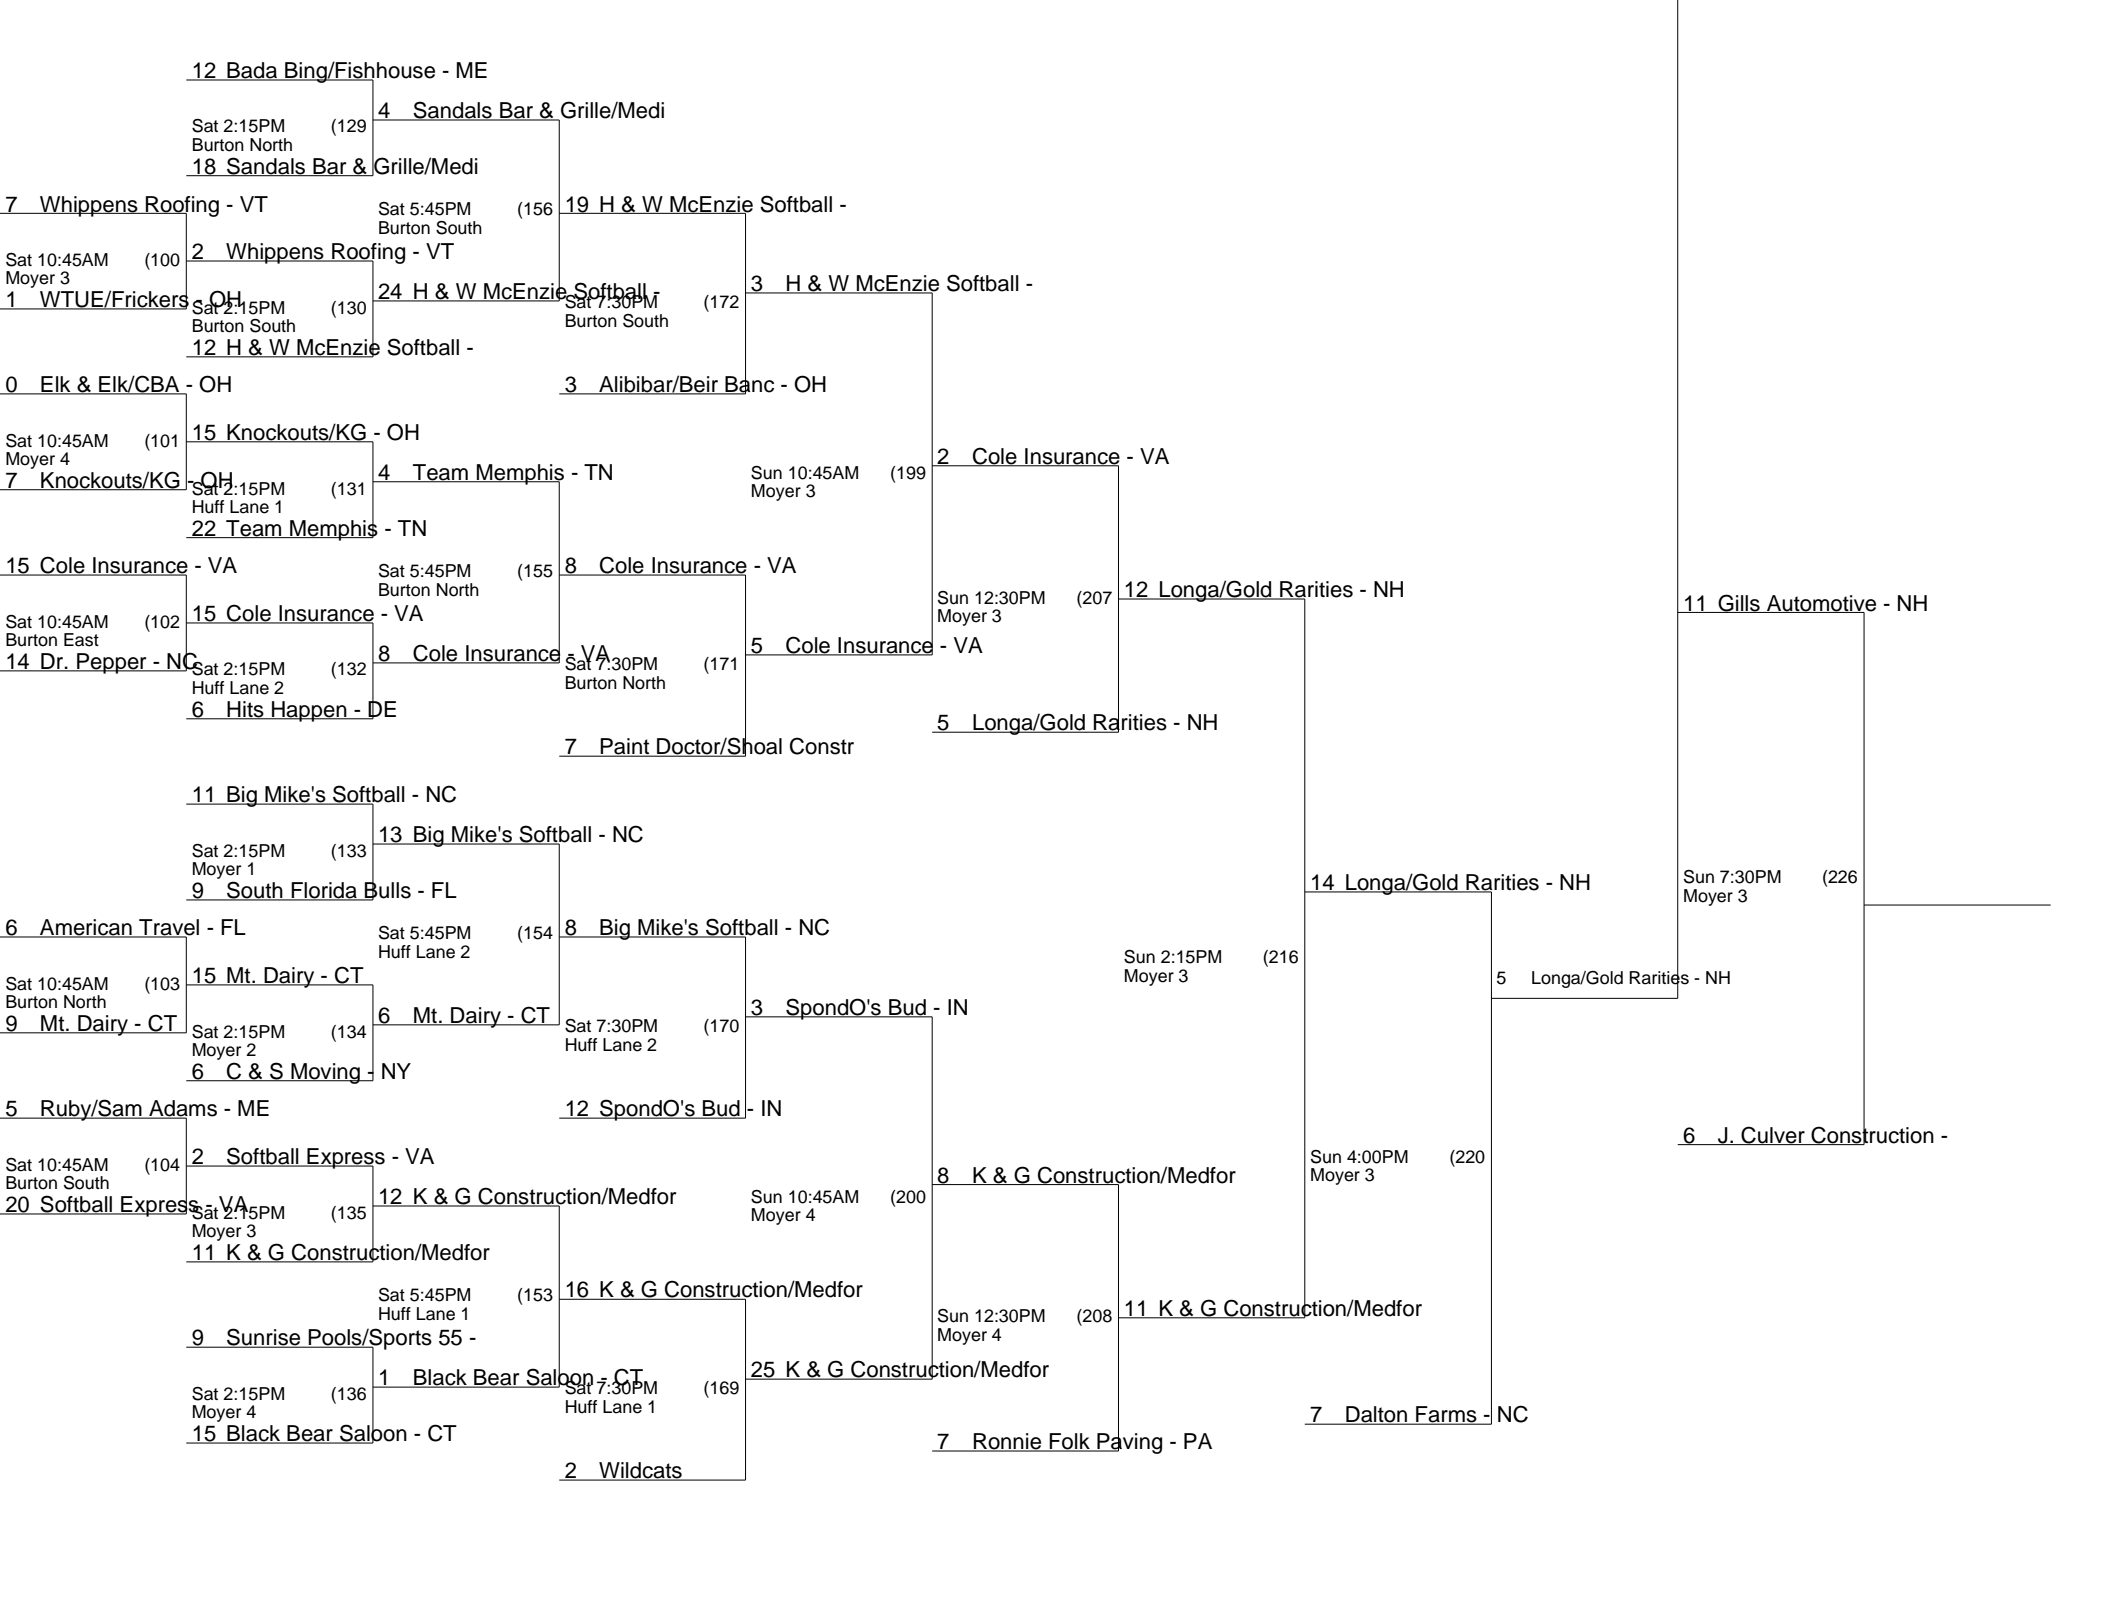 12 Bada Bing/Fishhouse - ME
4 Sandals Bar & Grille/Medi
Sat 2:15PM (129
Burton North
18 Sandals Bar & Grille/Medi
7 Whippens Roofing - VT
Sat 5:45PM (156
Burton South
19 H & W McEnzie Softball -
2 Whippens Roofing - VT
Sat 10:45AM (100
Moyer 3
1 WTUE/Frickers - OH
Sat 2:15PM (130
Burton South
24 H & W McEnzie Softball -
Sat 7:30PM (172
Burton South
3 H & W McEnzie Softball -
12 H & W McEnzie Softball -
0 Elk & Elk/CBA - OH
3 Alibibar/Beir Banc - OH
Sat 10:45AM (101
Moyer 4
15 Knockouts/KG - OH
7 Knockouts/KG - OH
4 Team Memphis - TN
Sat 2:15PM (131
Huff Lane 1
22 Team Memphis - TN
Sun 10:45AM (199
Moyer 3
2 Cole Insurance - VA
15 Cole Insurance - VA
Sat 5:45PM (155
Burton North
8 Cole Insurance - VA
Sat 10:45AM (102
Burton East
15 Cole Insurance - VA
14 Dr. Pepper - NC
Sat 2:15PM (132
Huff Lane 2
8 Cole Insurance - VA
Sat 7:30PM (171
Burton North
5 Cole Insurance - VA
Sun 12:30PM (207
Moyer 3
12 Longa/Gold Rarities - NH
11 Gills Automotive - NH
6 Hits Happen - DE
5 Longa/Gold Rarities - NH
7 Paint Doctor/Shoal Constr
11 Big Mike's Softball - NC
13 Big Mike's Softball - NC
Sat 2:15PM (133
Moyer 1
9 South Florida Bulls - FL
14 Longa/Gold Rarities - NH
Sun 7:30PM (226
Moyer 3
6 American Travel - FL
Sat 5:45PM (154
Huff Lane 2
8 Big Mike's Softball - NC
Sat 10:45AM (103
Burton North
15 Mt. Dairy - CT
9 Mt. Dairy - CT
Sat 2:15PM (134
Moyer 2
6 Mt. Dairy - CT
Sat 7:30PM (170
Huff Lane 2
3 SpondO's Bud - IN
Sun 2:15PM (216
Moyer 3
5 Longa/Gold Rarities - NH
6 C & S Moving - NY
5 Ruby/Sam Adams - ME
12 SpondO's Bud - IN
6 J. Culver Construction -
Sat 10:45AM (104
Burton South
2 Softball Express - VA
20 Softball Express - VA
Sat 2:15PM (135
Moyer 3
12 K & G Construction/Medfor
Sun 10:45AM (200
Moyer 4
8 K & G Construction/Medfor
Sun 4:00PM (220
Moyer 3
11 K & G Construction/Medfor
Sat 5:45PM (153
Huff Lane 1
16 K & G Construction/Medfor
Sun 12:30PM (208
Moyer 4
11 K & G Construction/Medfor
9 Sunrise Pools/Sports 55 -
1 Black Bear Saloon - CT
Sat 2:15PM (136
Moyer 4
Sat 7:30PM (169
Huff Lane 1
25 K & G Construction/Medfor
15 Black Bear Saloon - CT
7 Dalton Farms - NC
7 Ronnie Folk Paving - PA
2 Wildcats